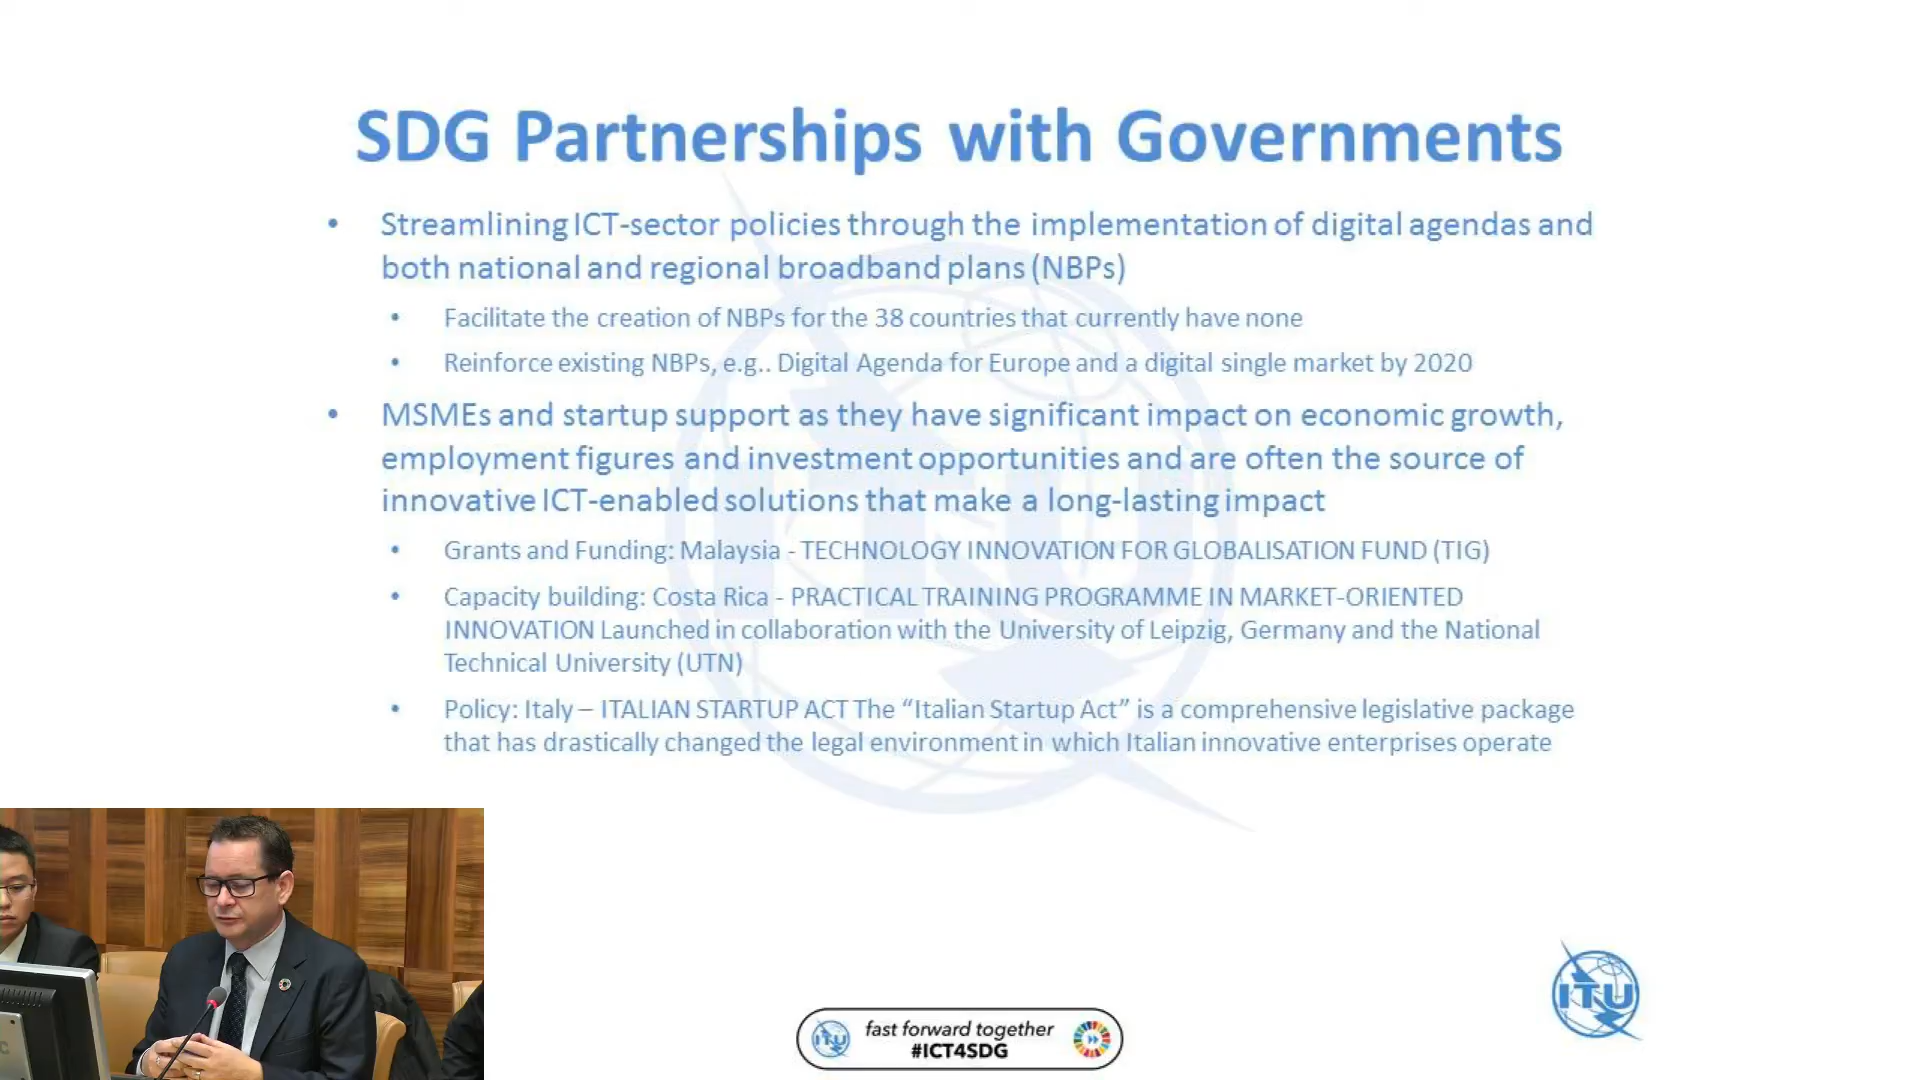 SDG Partnerships with Governments
• Streamlining ICT-sector policies through the implementation of digital agendas and
both national and regional broadband plans (NBPs)
• Facilitate the creation of NBPs for the 38 countries that currently have none
• Reinforce existing NBPs, e.g.. Digital Agenda for Europe and a digital single market by 2020
• MSMEs and startup support as they have significant impact on economic growth,
employment figures and investment opportunities and are often the source of
innovative ICT-enabled solutions that make a long-lasting impact
• Grants and Funding: Malaysia - TECHNOLOGY INNOVATION FOR GLOBALISATION FUND (TIG)
• Capacity building: Costa Rica - PRACTICAL TRAINING PROGRAMME IN MARKET-ORIENTED
INNOVATION Launched in collaboration with the University of Leipzig, Germany and the National
Technical University (UTN)
• Policy: Italy – ITALIAN STARTUP ACT The “Italian Startup Act” is a comprehensive legislative package
that has drastically changed the legal environment in which Italian innovative enterprises operate
ITU
ITU
ITU
fast forward together
#ICT4SDG